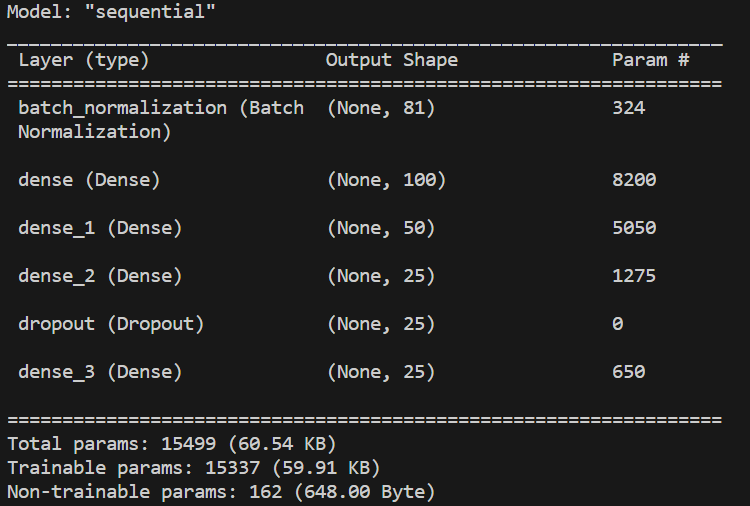 Model: "sequential"
_________________________________________________________________
Layer (type) Output Shape Param #
=================================================================
batch_normalization (Batch (None, 81) 324
Normalization)
dense (Dense) (None, 100) 8200
dense_1 (Dense) (None, 50) 5050
dense_2 (Dense) (None, 25) 1275
dropout (Dropout) (None, 25) 0
dense_3 (Dense) (None, 25) 650
=================================================================
Total params: 15499 (60.54 KB)
Trainable params: 15337 (59.91 KB)
Non-trainable params: 162 (648.00 Byte)